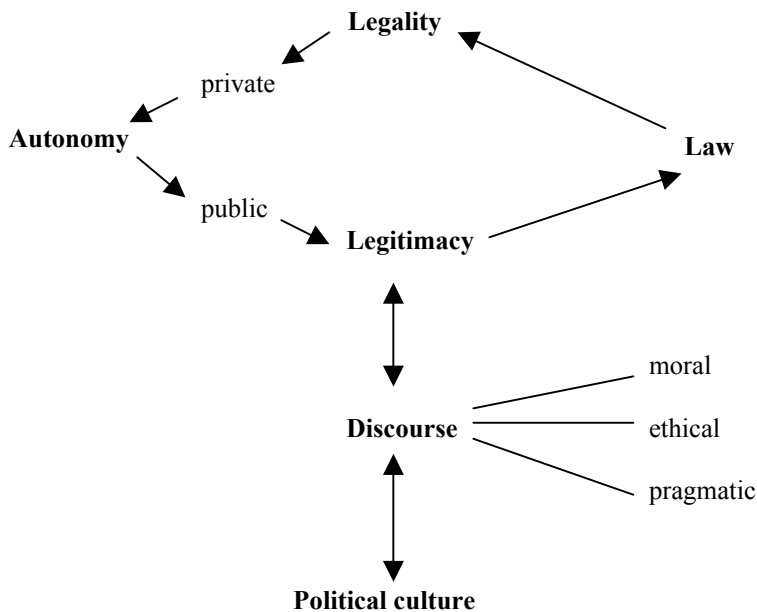 Legality
private
Autonomy
Law
public
Legitimacy
moral
Discourse
ethical
pragmatic
Political culture